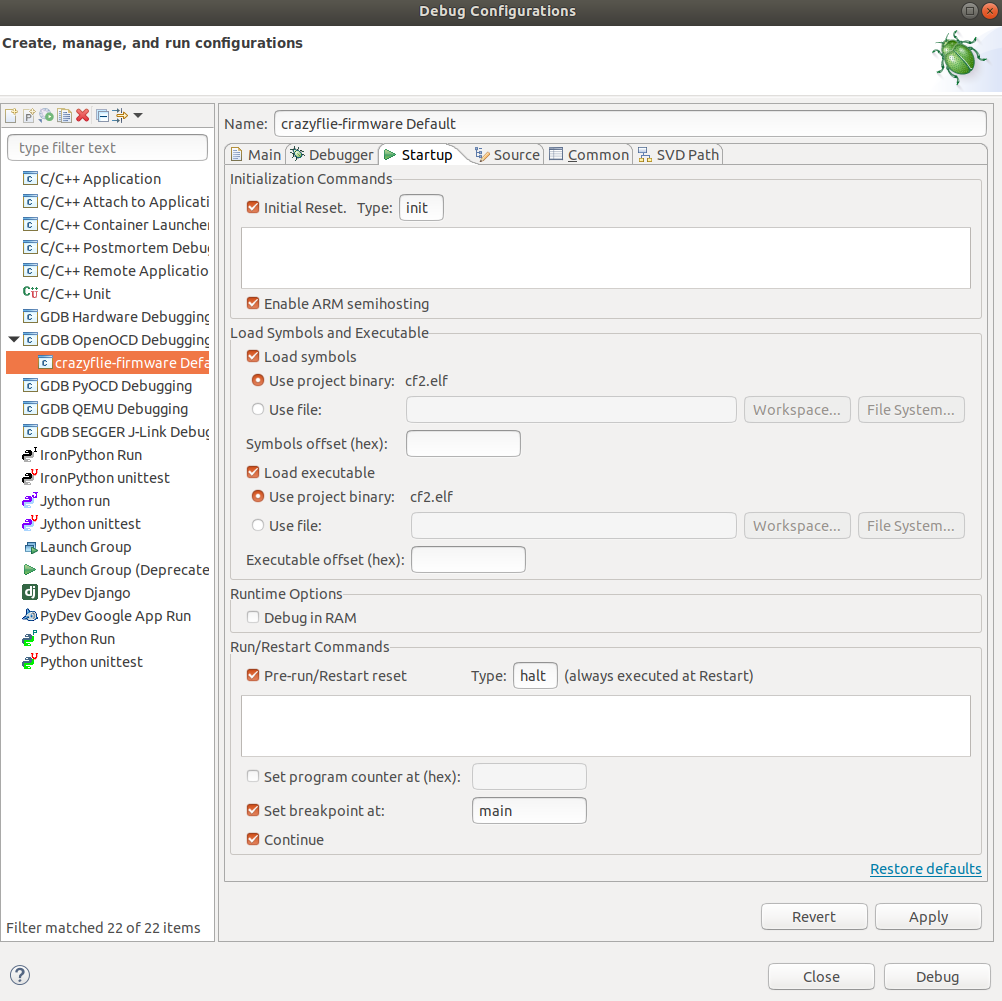 Debug Configurations
Create, manage, and run configurations
type filter text
C/C++ Application
C/C++ Attach to Applicati
C/C++ Container Launcher
C/C++ Postmortem Debug
C/C++ Remote Applicatio
C/C++ Unit
GDB Hardware Debugging
GDB OpenOCD Debugging
crazyflie-firmware Defa
GDB PyOCD Debugging
GDB QEMU Debugging
GDB SEGGER J-Link Debug
IronPython Run
IronPython unittest
Jython run
Jython unittest
Launch Group
Launch Group (Deprecate
PyDev Django
PyDev Google App Run
Python Run
Python unittest
Filter matched 22 of 22 items
Name: crazyflie-firmware Default
Main Debugger Startup Source Common SVD Path
Initialization Commands
Initial Reset. Type: init
Enable ARM semihosting
Load Symbols and Executable
Load symbols
Use project binary: cf2.elf
Use file: Workspace... File System...
Symbols offset (hex):
Load executable
Use project binary: cf2.elf
Use file: Workspace... File System...
Executable offset (hex):
Runtime Options
Debug in RAM
Run/Restart Commands
Pre-run/Restart reset Type: halt (always executed at Restart)
Set program counter at (hex):
Set breakpoint at: main
Continue
Restore defaults
Revert Apply
Close Debug